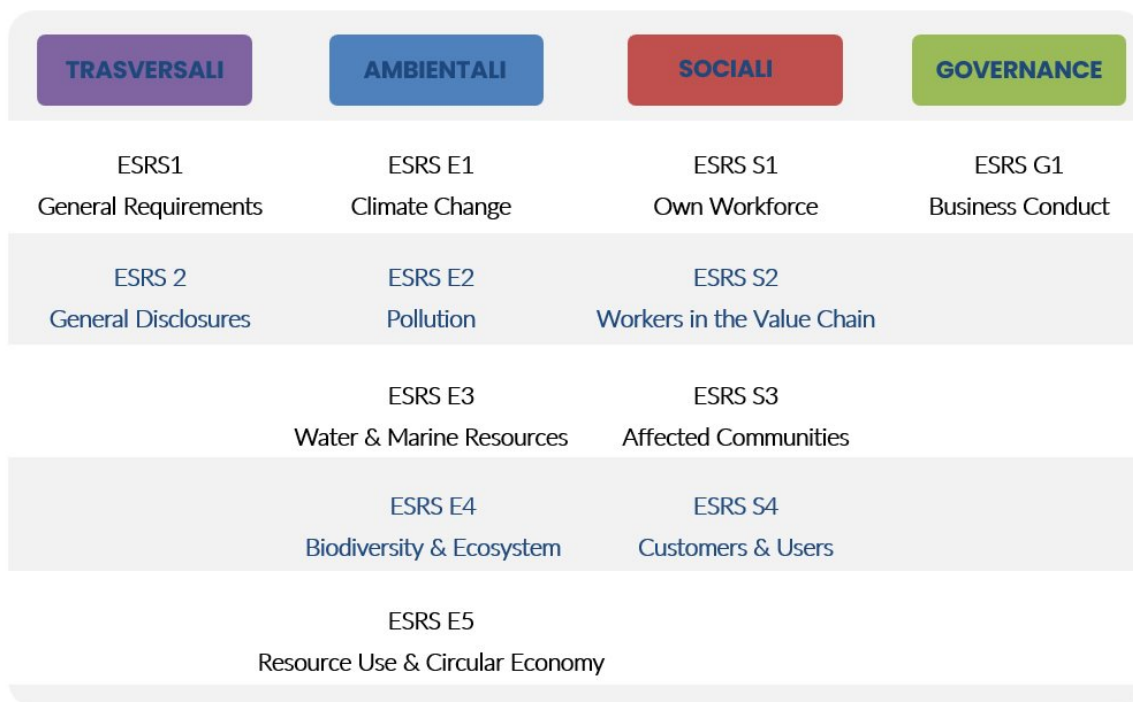 TRASVERSALI
AMBIENTALI
SOCIALI
GOVERNANCE
ESRS1
General Requirements
ESRS E1
Climate Change
ESRS S1
Own Workforce
ESRS G1
Business Conduct
ESRS 2
General Disclosures
ESRS E2
Pollution
ESRS S2
Workers in the Value Chain
ESRS E3
Water & Marine Resources
ESRS S3
Affected Communities
ESRS E4
Biodiversity & Ecosystem
ESRS S4
Customers & Users
ESRS E5
Resource Use & Circular Economy